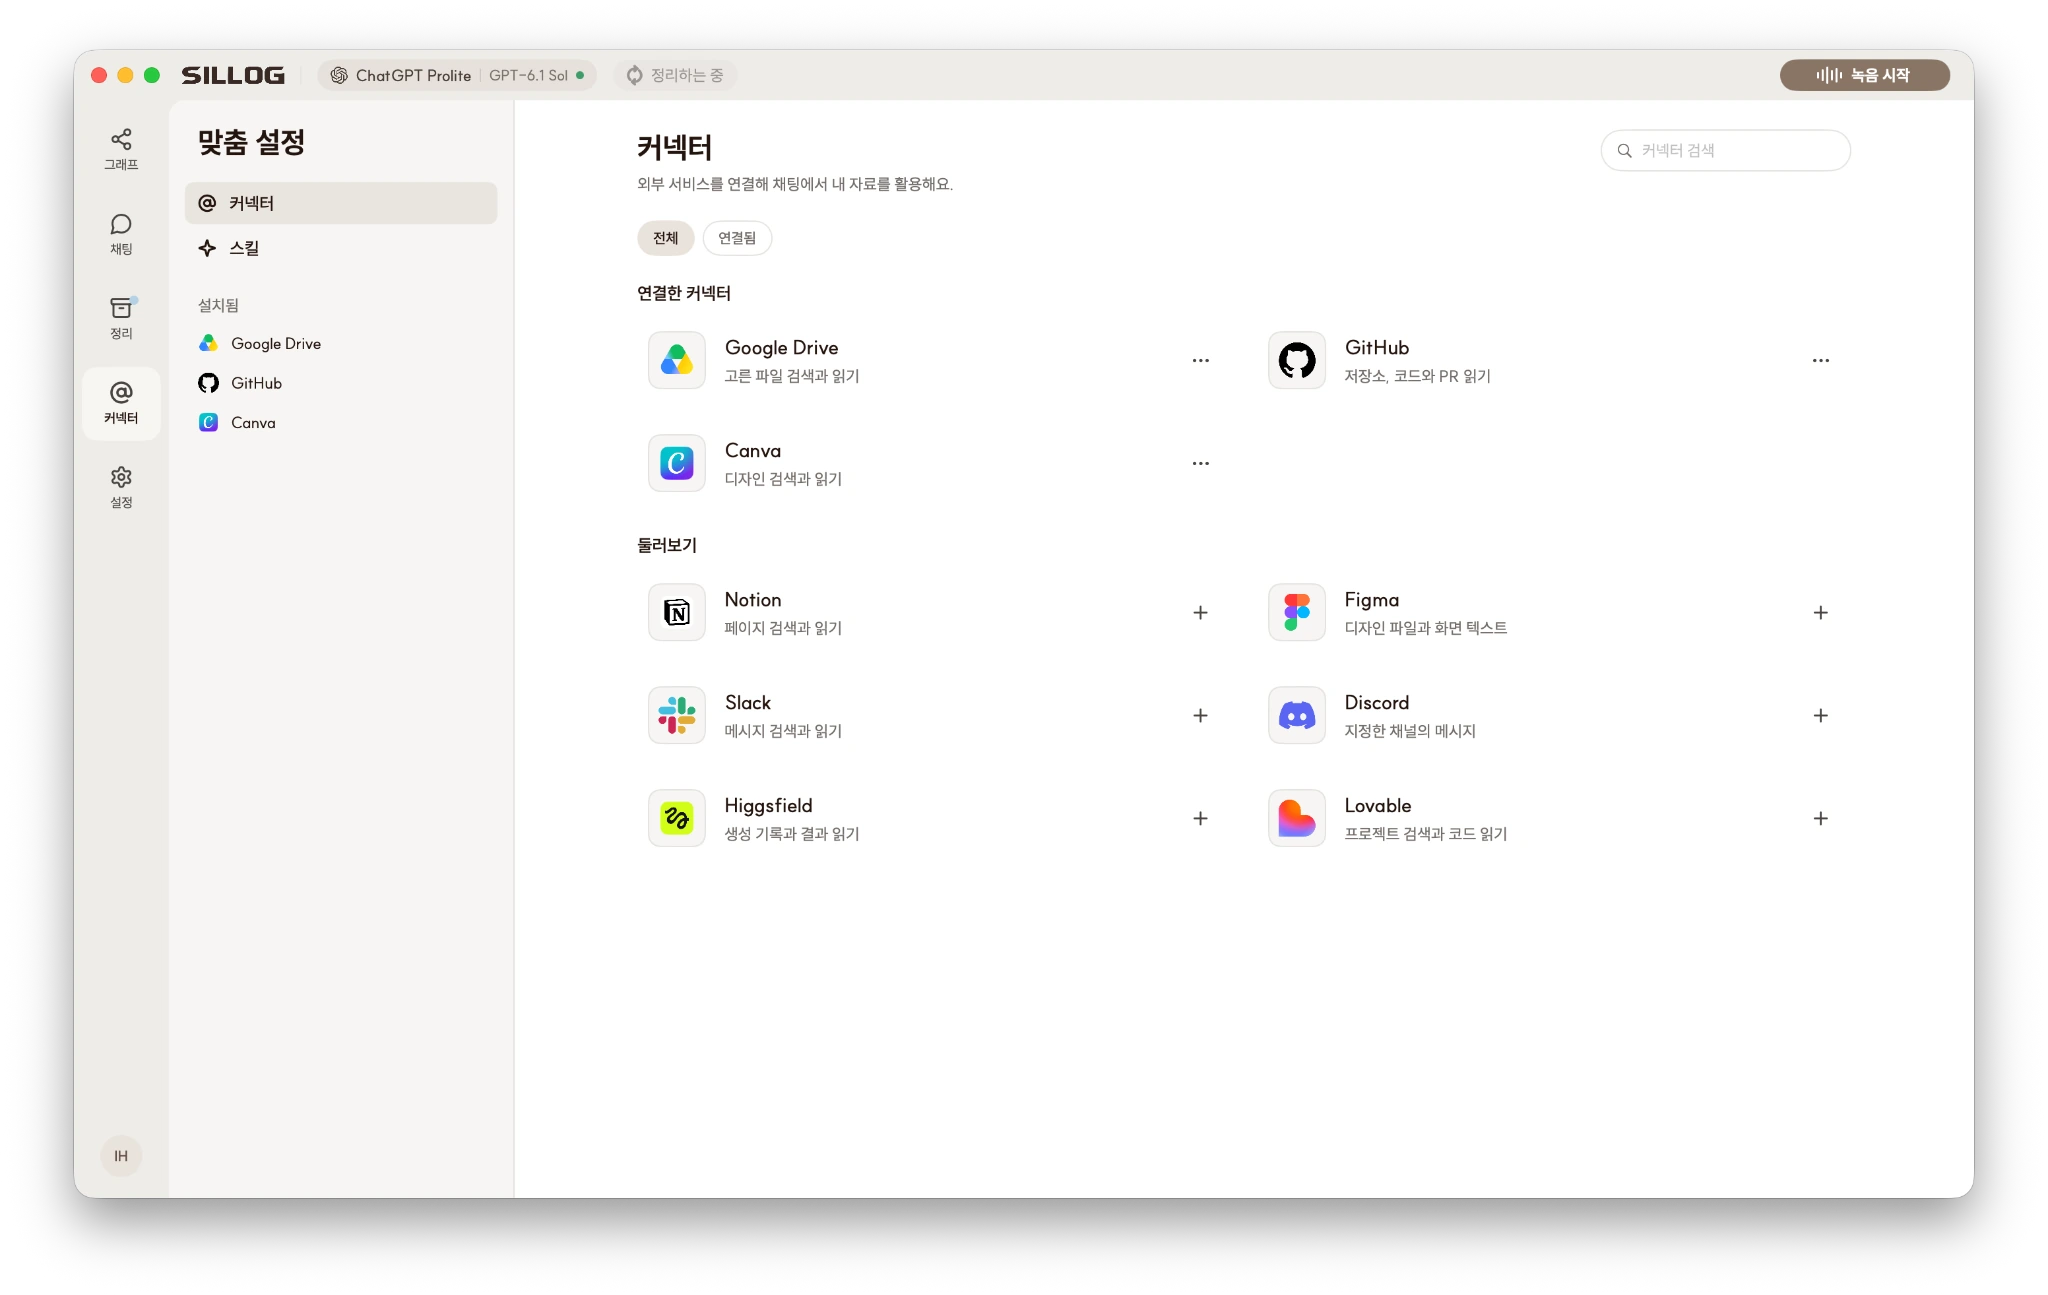 SILLOG
ChatGPT Prolite | GPT-6.1 Sol
정리하는 중
녹음 시작
그래프
채팅
정리
커넥터
설정
IH
맞춤 설정
커넥터
스킬
설치됨
Google Drive
GitHub
Canva
커넥터
외부 서비스를 연결해 채팅에서 내 자료를 활용해요.
커넥터 검색
전체
연결됨
연결한 커넥터
Google Drive
고른 파일 검색과 읽기
GitHub
저장소, 코드와 PR 읽기
Canva
디자인 검색과 읽기
둘러보기
Notion
페이지 검색과 읽기
Figma
디자인 파일과 화면 텍스트
Slack
메시지 검색과 읽기
Discord
지정한 채널의 메시지
Higgsfield
생성 기록과 결과 읽기
Lovable
프로젝트 검색과 코드 읽기